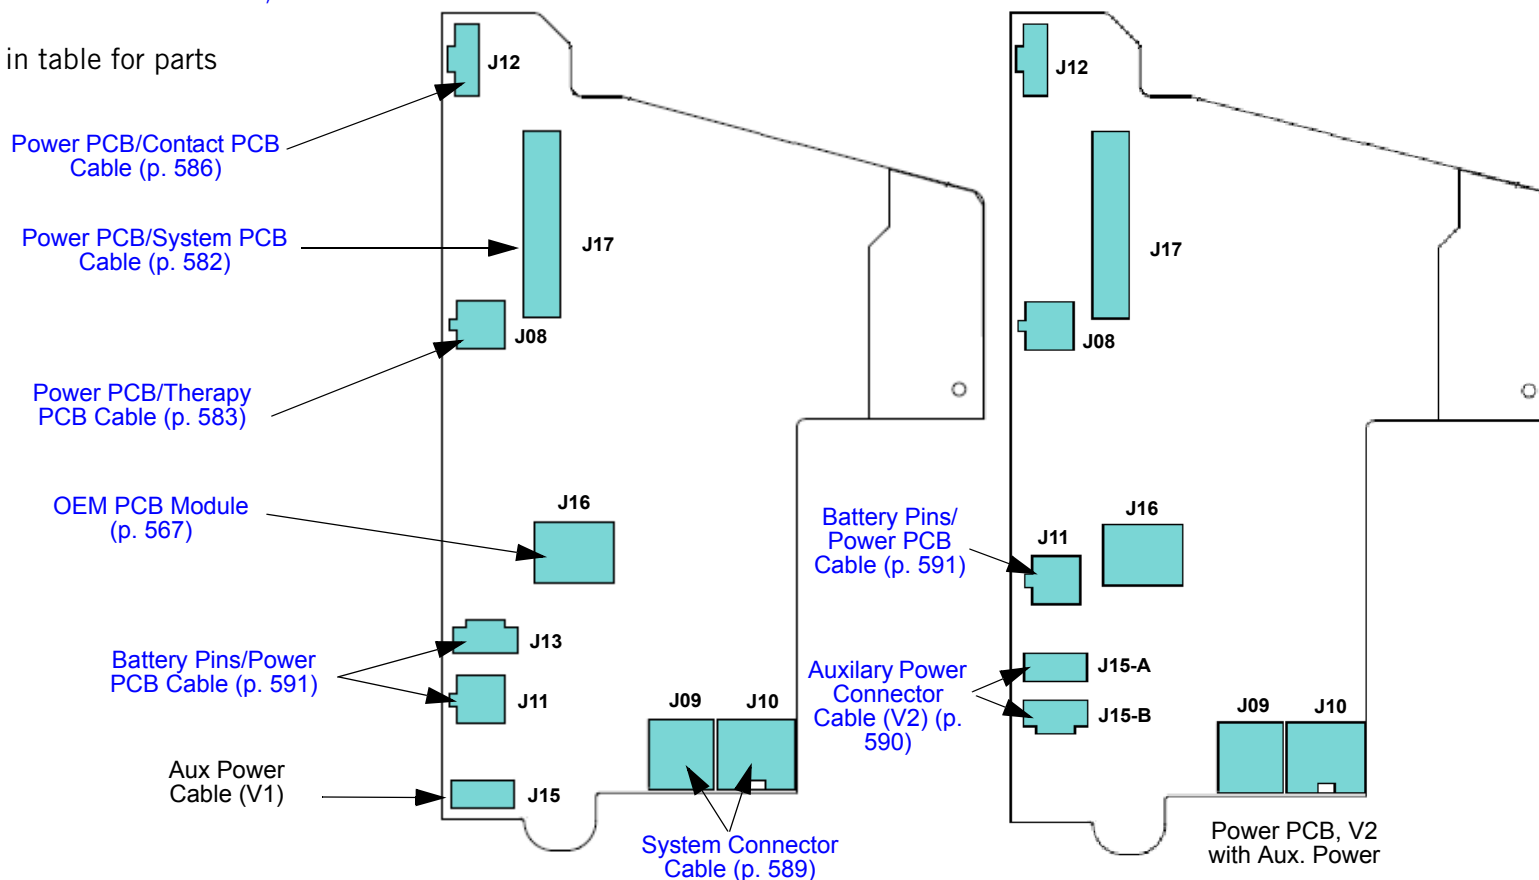 in table for parts
J12
Power PCB/Contact PCB
Cable (p. 586)
Power PCB/System PCB
Cable (p. 582)
J17
J08
Power PCB/Therapy
PCB Cable (p. 583)
OEM PCB Module
(p. 567)
J16
J13
Battery Pins/Power
PCB Cable (p. 591)
J11
J09
J10
Aux Power
Cable (V1)
J15
System Connector
Cable (p. 589)
J12
J17
J08
Battery Pins/
Power PCB
Cable (p. 591)
J11
J16
Auxilary Power
Connector
Cable (V2) (p.
590)
J15-A
J15-B
J09
J10
Power PCB, V2
with Aux. Power